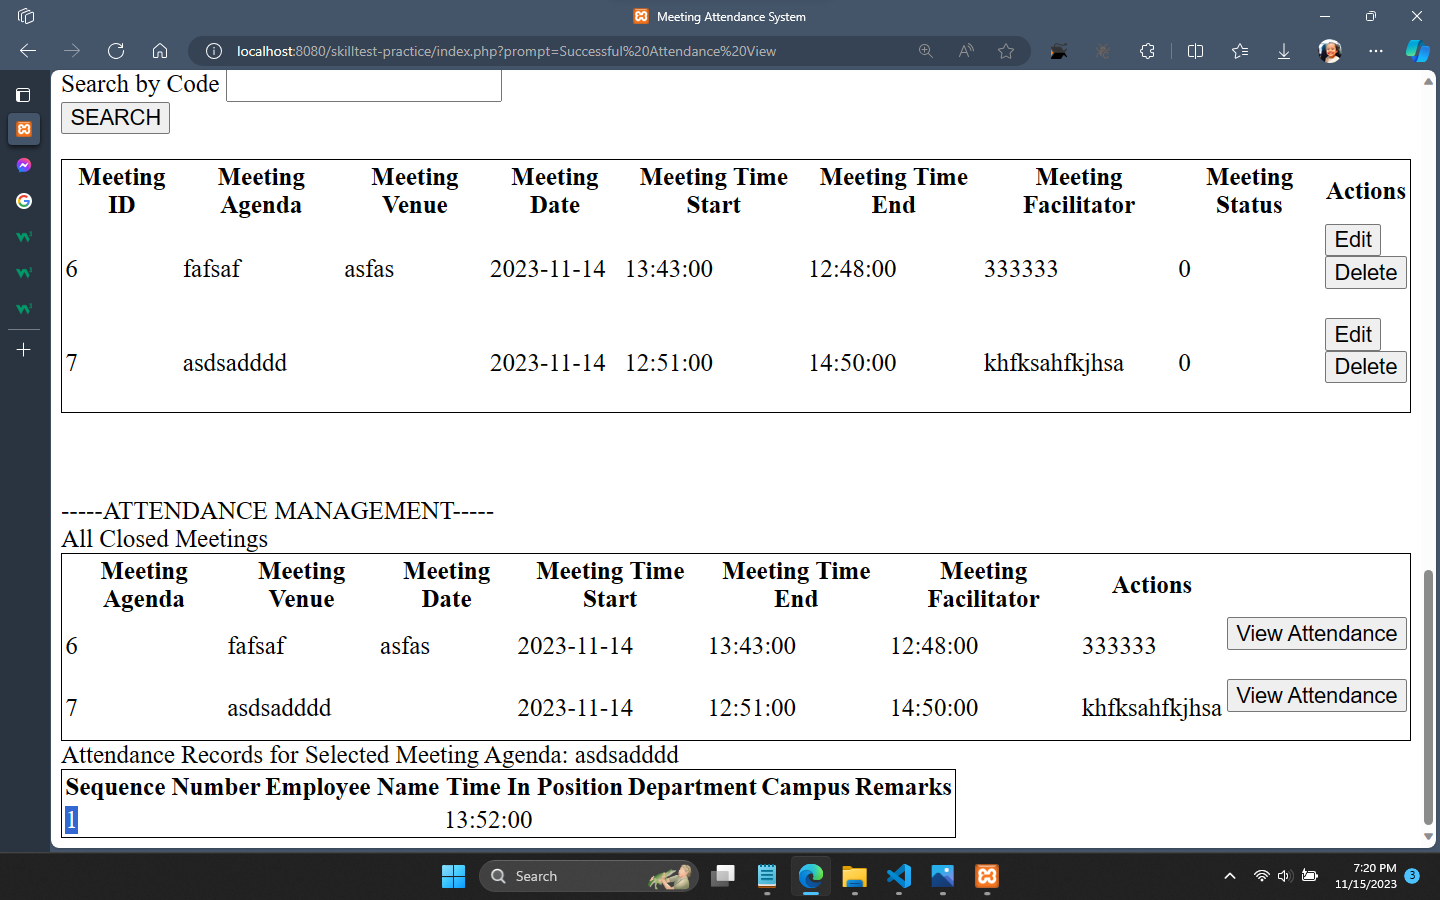 Meeting Attendance System
localhost:8080/skilltest-practice/index.php?prompt=Successful%20Attendance%20View
Search by Code
SEARCH
Meeting ID Meeting Agenda Meeting Venue Meeting Date Meeting Time Start Meeting Time End Meeting Facilitator Meeting Status Actions
6 fafsaf asfas 2023-11-14 13:43:00 12:48:00 333333 0 Edit Delete
7 asdsadddd 2023-11-14 12:51:00 14:50:00 khfksahfkjhsa 0 Edit Delete
-----ATTENDANCE MANAGEMENT-----
All Closed Meetings
Meeting Agenda Meeting Venue Meeting Date Meeting Time Start Meeting Time End Meeting Facilitator Actions
6 fafsaf asfas 2023-11-14 13:43:00 12:48:00 333333 View Attendance
7 asdsadddd 2023-11-14 12:51:00 14:50:00 khfksahfkjhsa View Attendance
Attendance Records for Selected Meeting Agenda: asdsadddd
Sequence Number Employee Name Time In Position Department Campus Remarks
1 13:52:00
Search
7:20 PM
11/15/2023
3